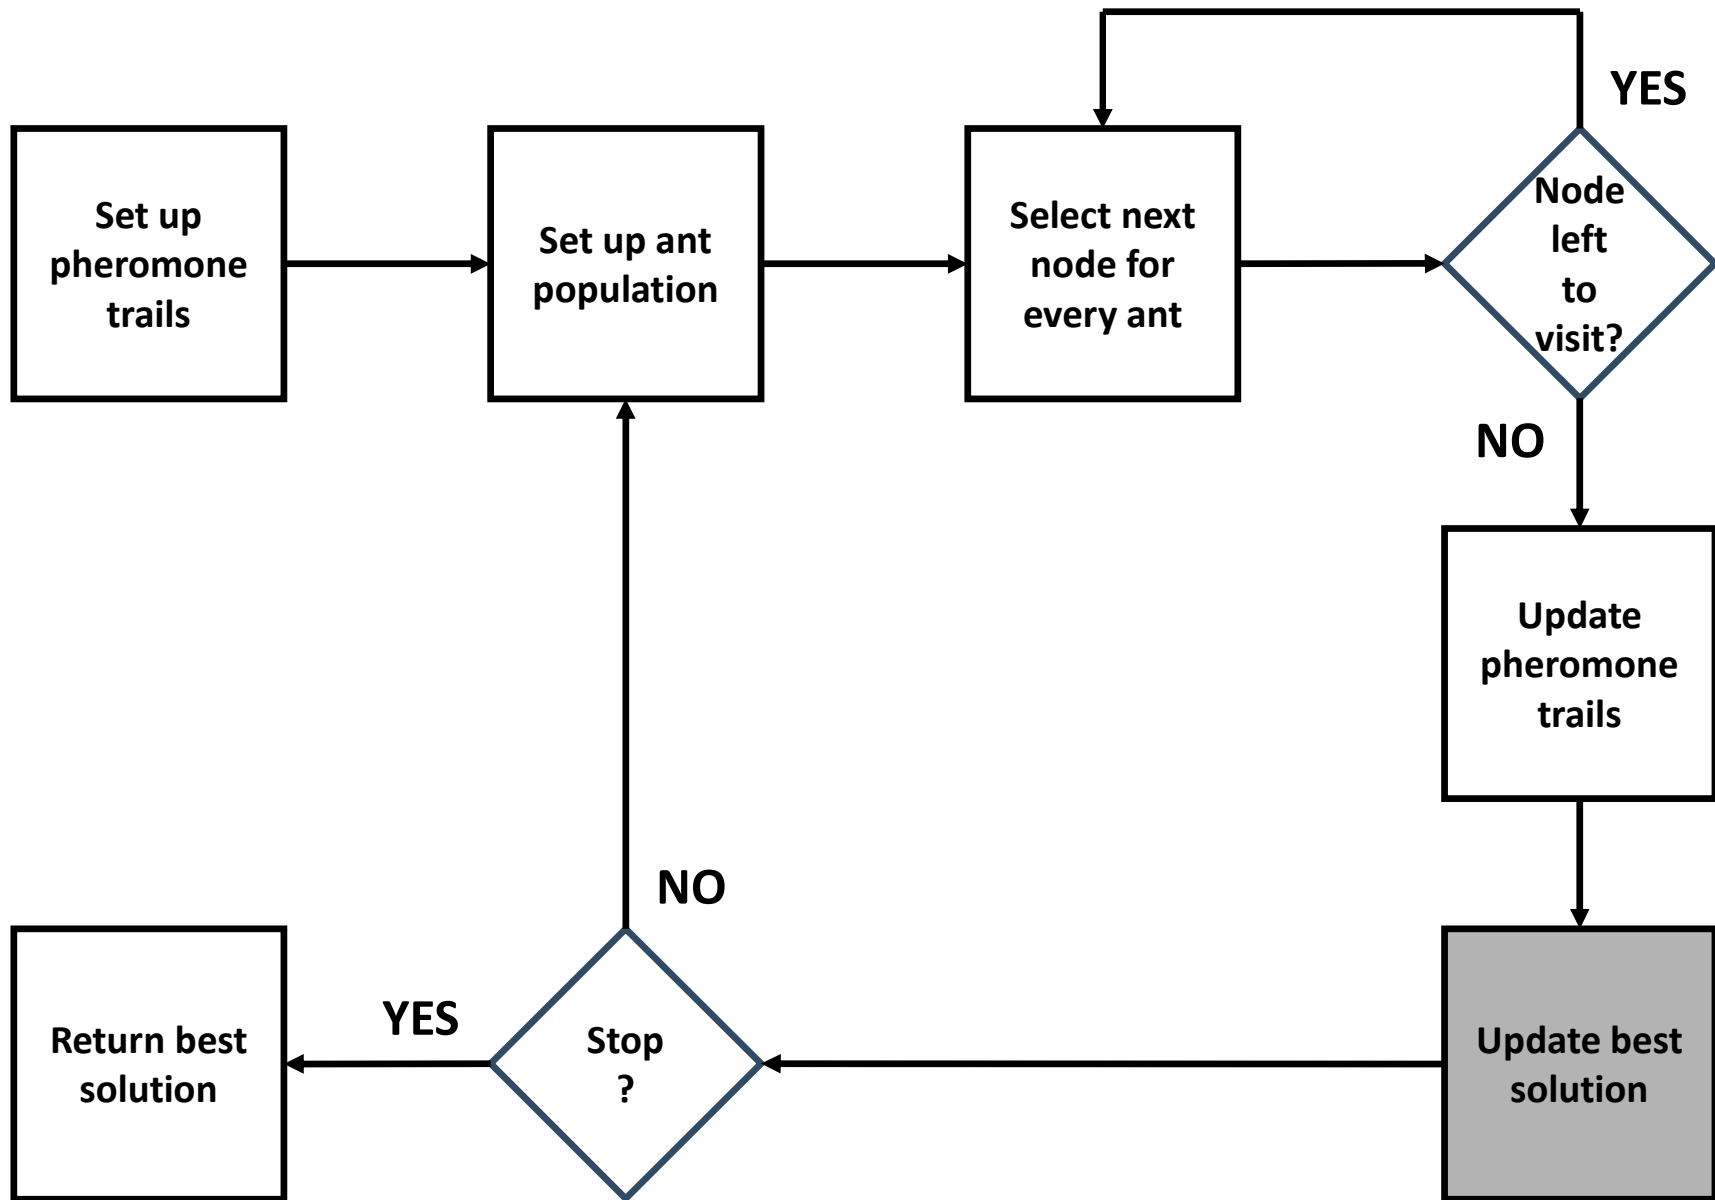 YES
Set up
pheromone
trails
Set up ant
population
Select next
node for
every ant
Node
left
to
visit?
NO
Update
pheromone
trails
NO
Return best
solution
YES
Stop
?
Update best
solution